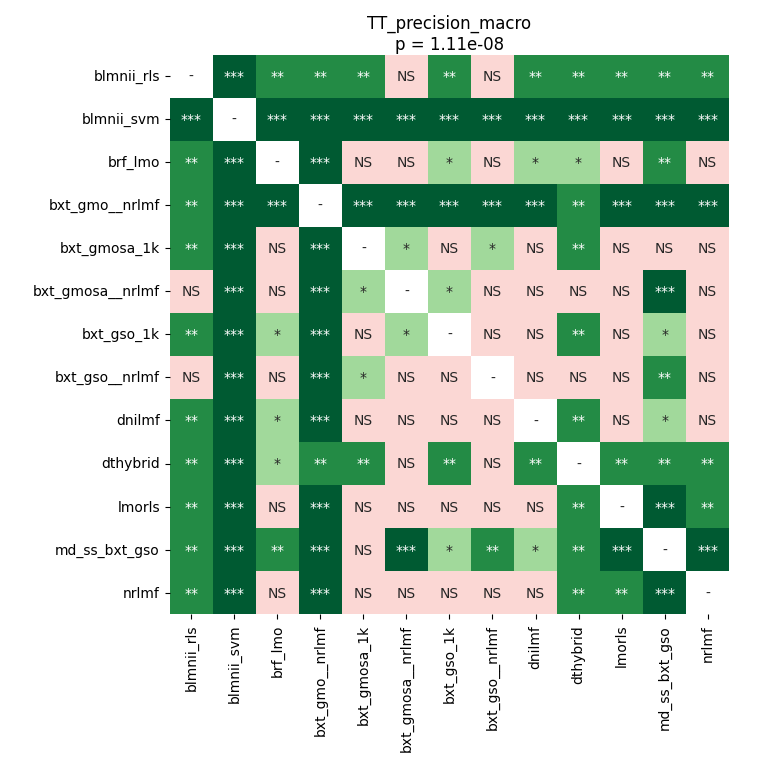 TT_precision_macro
p = 1.11e-08
blmnii_rls - *** ** ** ** NS ** NS ** ** ** ** **
blmnii_svm *** - *** *** *** *** *** *** *** *** *** *** ***
brf_lmo ** *** - *** NS NS * NS * * NS ** NS
bxt_gmo__nrlmf ** *** *** - *** *** *** *** *** ** *** *** ***
bxt_gmosa_1k ** *** NS *** - * NS * NS ** NS NS NS
bxt_gmosa__nrlmf NS *** NS *** * - * NS NS NS NS *** NS
bxt_gso_1k ** *** * *** NS * - NS NS ** NS * NS
bxt_gso__nrlmf NS *** NS *** * NS NS - NS NS NS ** NS
dnilmf ** *** * *** NS NS NS NS - ** NS * NS
dthybrid ** *** * ** ** NS ** NS ** - ** ** **
lmorls ** *** NS *** NS NS NS NS NS ** - *** **
md_ss_bxt_gso ** *** ** *** NS *** * ** * ** *** - ***
nrlmf ** *** NS *** NS NS NS NS NS ** ** *** -
blmnii_rls
blmnii_svm
brf_lmo
bxt_gmo__nrlmf
bxt_gmosa_1k
bxt_gmosa__nrlmf
bxt_gso_1k
bxt_gso__nrlmf
dnilmf
dthybrid
lmorls
md_ss_bxt_gso
nrlmf